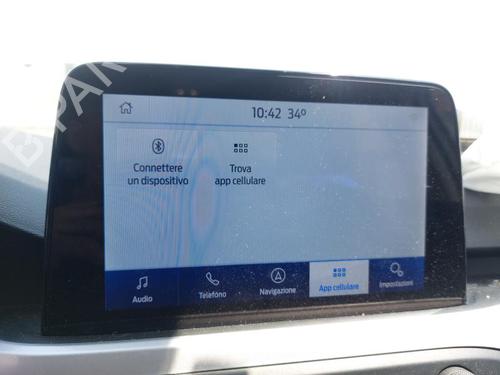 10:42 34°
Connettere
un dispositivo
Trova
app cellulare
Audio
Telefono
Navigazione
App cellulare
Impostazioni